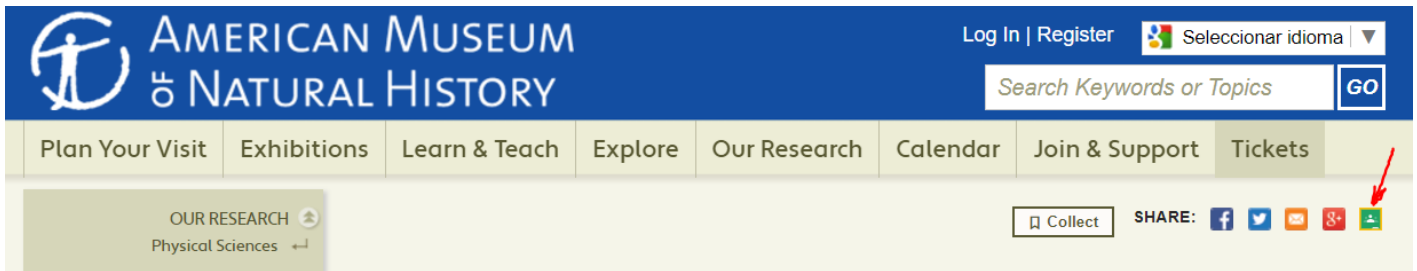 AMERICAN MUSEUM
OF NATURAL HISTORY
Log In | Register
Seleccionar idioma ▼
Search Keywords or Topics
GO
Plan Your Visit
Exhibitions
Learn & Teach
Explore
Our Research
Calendar
Join & Support
Tickets
OUR RESEARCH
Physical Sciences
Collect
SHARE:
f
8+